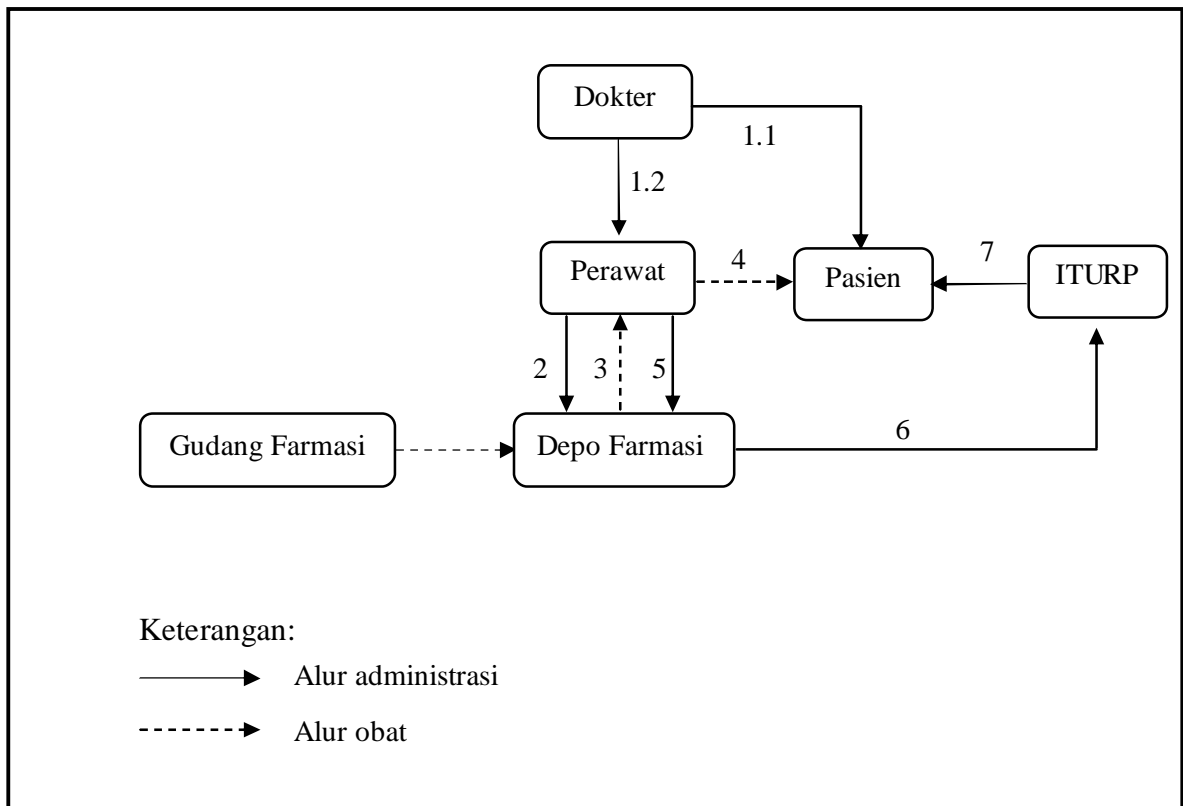 Dokter
1.1
1.2
Perawat
4
Pasien
7
ITURP
2
3
5
Gudang Farmasi
Depo Farmasi
6
Keterangan:
Alur administrasi
Alur obat